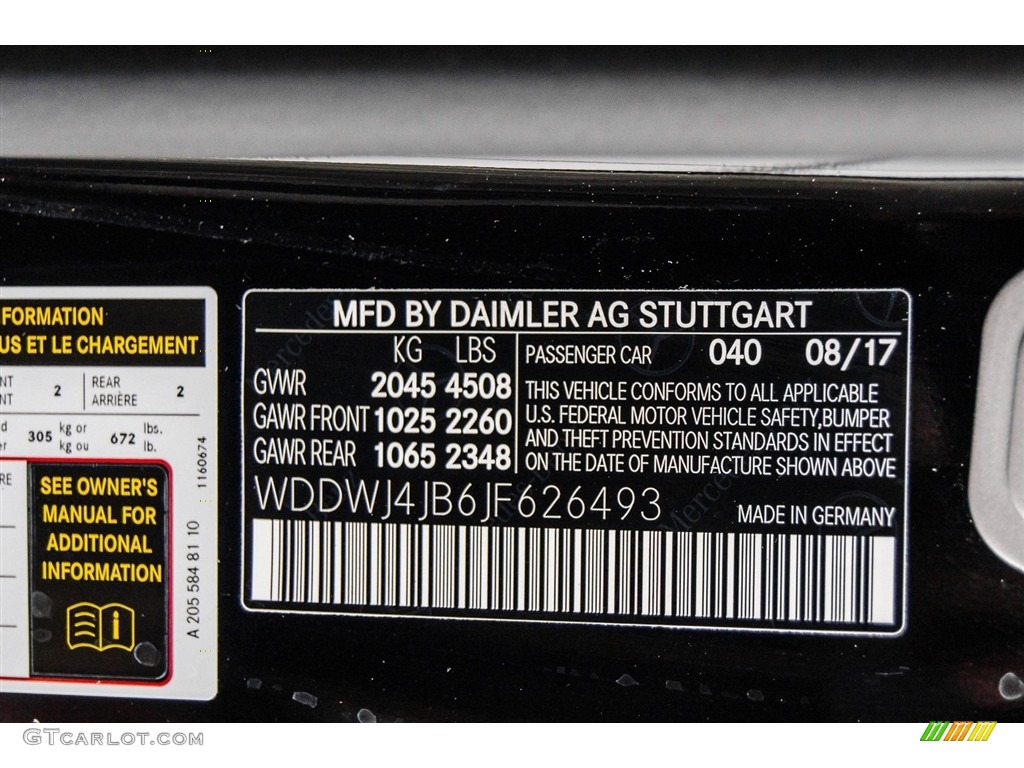 FORMATION
US ET LE CHARGEMENT
NT 2 REAR 2
NT ARRIÈRE
d 305 kg or 672 lbs.
er kg ou lb.
RE
SEE OWNER'S
MANUAL FOR
ADDITIONAL
INFORMATION
1160674
A 205 584 81 10
MFD BY DAIMLER AG STUTTGART
KG LBS
GVWR 2045 4508
GAWR FRONT 1025 2260
GAWR REAR 1065 2348
PASSENGER CAR 040 08/17
THIS VEHICLE CONFORMS TO ALL APPLICABLE
U.S. FEDERAL MOTOR VEHICLE SAFETY,BUMPER
AND THEFT PREVENTION STANDARDS IN EFFECT
ON THE DATE OF MANUFACTURE SHOWN ABOVE
WDDWJ4JB6JF626493
MADE IN GERMANY
GTCARLOT.COM